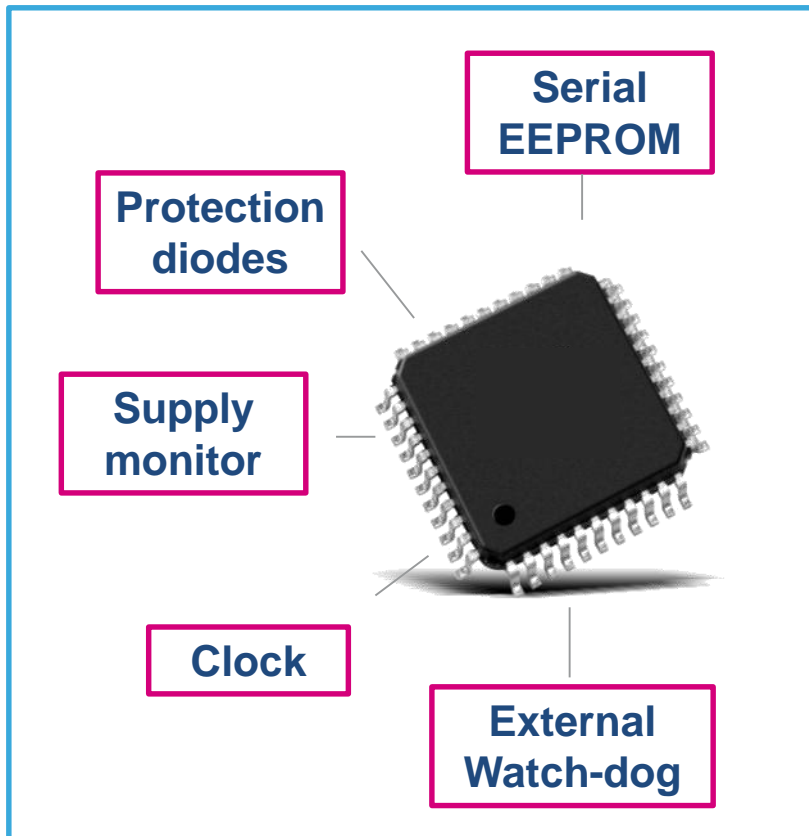 Serial
EEPROM
Protection
diodes
Supply
monitor
Clock
External
Watch-dog